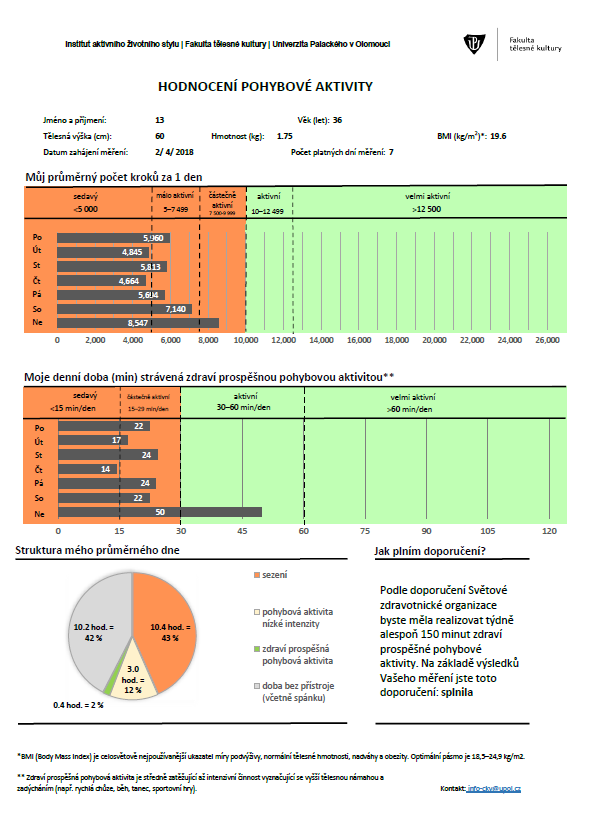 Institut aktivního životního stylu | Fakulta tělesné kultury | Univerzita Palackého v Olomouci
Fakulta
tělesné kultury
HODNOCENÍ POHYBOVÉ AKTIVITY
Jméno a příjmení: 13 Věk (let): 36
Tělesná výška (cm): 60 Hmotnost (kg): 1.75 BMI (kg/m²)*: 19.6
Datum zahájení měření: 2/ 4/ 2018 Počet platných dní měření: 7
Můj průměrný počet kroků za 1 den
sedavý málo aktivní částečně aktivní aktivní velmi aktivní
<5 000 5–7 499 7 500-9 999 10–12 499 >12 500
Po 5,960
Út 4,845
St 5,813
Čt 4,664
Pá 5,694
So 7,140
Ne 8,547
0 2,000 4,000 6,000 8,000 10,000 12,000 14,000 16,000 18,000 20,000 22,000 24,000 26,000
Moje denní doba (min) strávená zdraví prospěšnou pohybovou aktivitou**
sedavý částečně aktivní aktivní velmi aktivní
<15 min/den 15–29 min/den 30–60 min/den >60 min/den
Po 22
Út 17
St 24
Čt 14
Pá 24
So 22
Ne 50
0 15 30 45 60 75 90 105 120
Struktura mého průměrného dne
10.2 hod. =
42 %
10.4 hod. =
43 %
3.0
hod. =
12 %
0.4 hod. = 2 %
sezení
pohybová aktivita
nízké intenzity
zdraví prospěšná
pohybová aktivita
doba bez přístroje
(včetně spánku)
Jak plním doporučení?
Podle doporučení Světové
zdravotnické organizace
byste měla realizovat týdně
alespoň 150 minut zdraví
prospěšné pohybové
aktivity. Na základě výsledků
Vašeho měření jste toto
doporučení: splnila
*BMI (Body Mass Index) je celosvětově nejpoužívanější ukazatel míry podvýživy, normální tělesné hmotnosti, nadváhy a obezity. Optimální pásmo je 18,5–24,9 kg/m2.
** Zdraví prospěšná pohybová aktivita je středně zatěžující až intenzivní činnost vyznačující se vyšší tělesnou námahou a
zadýcháním (např. rychlá chůze, běh, tanec, sportovní hry). Kontakt: info-ckv@upol.cz